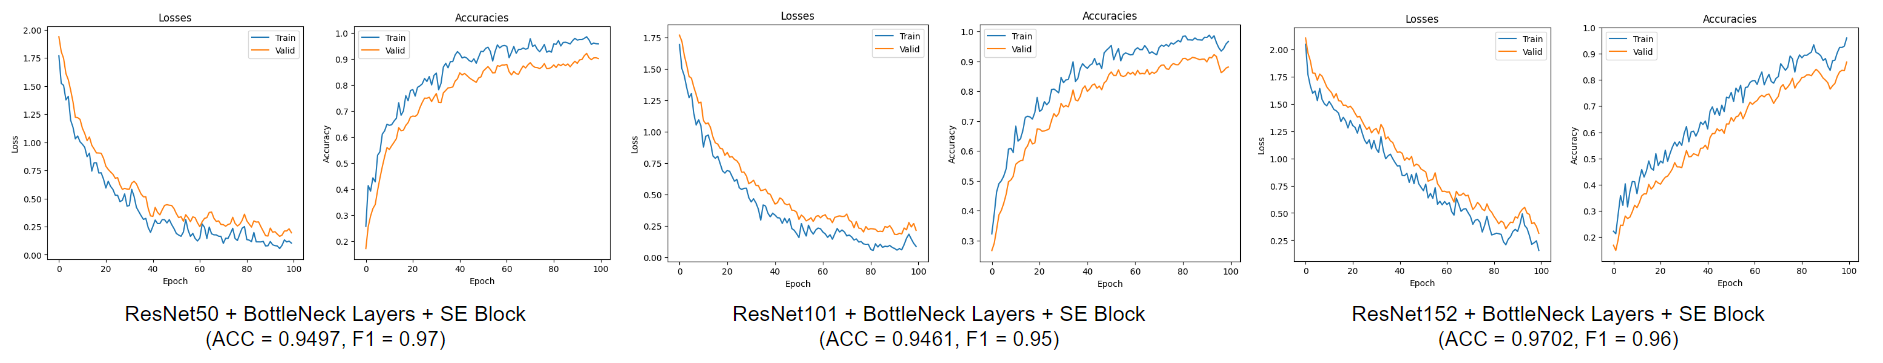 Losses
Train
Valid
2.00
1.75
1.50
1.25
1.00
0.75
0.50
0.25
0.00
Loss
0 20 40 60 80 100
Epoch
Accuracies
Train
Valid
1.0
0.9
0.8
0.7
0.6
0.5
0.4
0.3
0.2
Accuracy
0 20 40 60 80 100
Epoch
ResNet50 + BottleNeck Layers + SE Block
(ACC = 0.9497, F1 = 0.97)
Losses
Train
Valid
1.75
1.50
1.25
1.00
0.75
0.50
0.25
0.00
Loss
0 20 40 60 80 100
Epoch
Accuracies
Train
Valid
1.0
0.9
0.8
0.7
0.6
0.5
0.4
0.3
Accuracy
0 20 40 60 80 100
Epoch
ResNet101 + BottleNeck Layers + SE Block
(ACC = 0.9461, F1 = 0.95)
Losses
Train
Valid
2.00
1.75
1.50
1.25
1.00
0.75
0.50
0.25
Loss
0 20 40 60 80 100
Epoch
Accuracies
Train
Valid
1.0
0.9
0.8
0.7
0.6
0.5
0.4
0.3
0.2
Accuracy
0 20 40 60 80 100
Epoch
ResNet152 + BottleNeck Layers + SE Block
(ACC = 0.9702, F1 = 0.96)